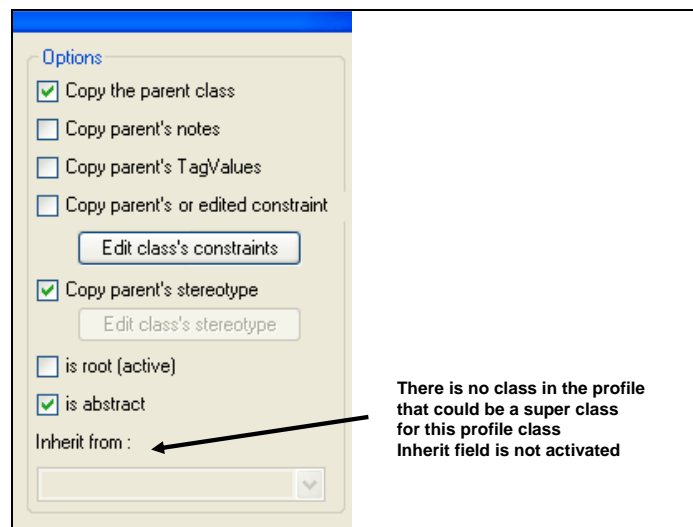 Options
Copy the parent class
Copy parent's notes
Copy parent's TagValues
Copy parent's or edited constraint
Edit class's constraints
Copy parent's stereotype
Edit class's stereotype
is root (active)
is abstract
Inherit from :
There is no class in the profile
that could be a super class
for this profile class
Inherit field is not activated